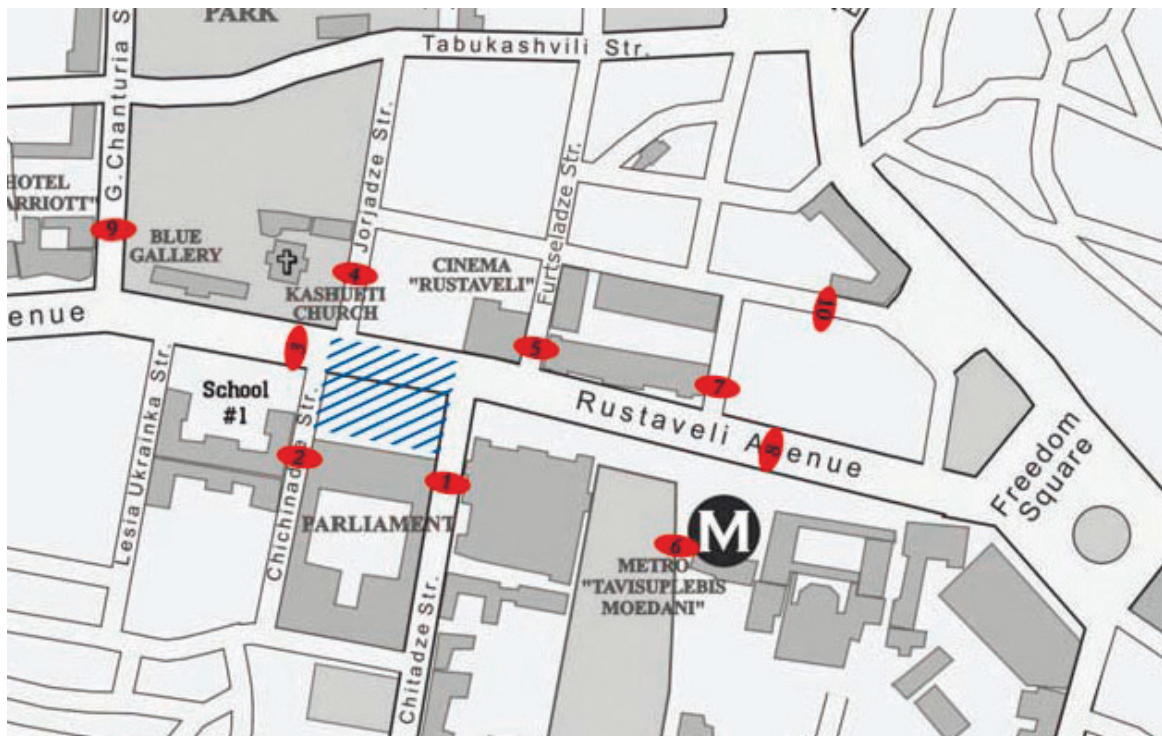 PARK
Tabukashvili Str.
G.Chanturia S
Jorjadze Str.
Furtseladze Str.
HOTEL
ARRIOTT"
9
BLUE
GALLERY
4
KASHUETI
CHURCH
CINEMA
"RUSTAVELI"
10
enue
3
5
7
School
#1
Lesia Ukrainka Str.
Chichinadze Str.
Rustaveli Avenue
8
2
1
PARLIAMENT
Freedom
Square
M
6
METRO
"TAVISUPLEBIS
MOEDANI"
Chitadze Str.